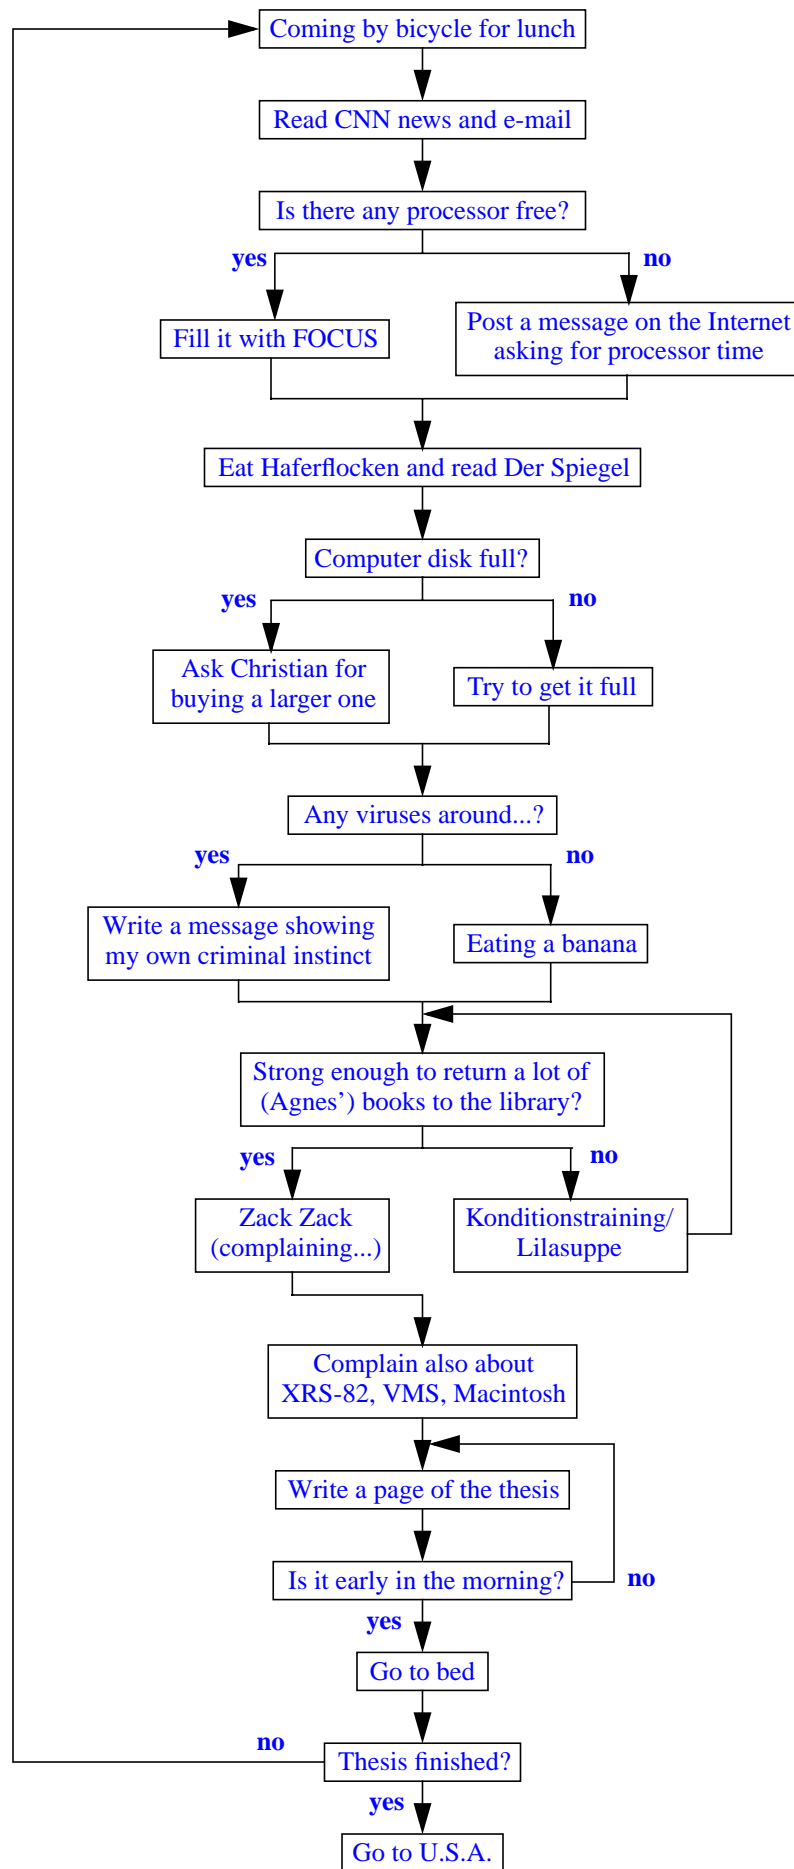 Coming by bicycle for lunch
Read CNN news and e-mail
Is there any processor free?
yes
no
Fill it with FOCUS
Post a message on the Internet
asking for processor time
Eat Haferflocken and read Der Spiegel
Computer disk full?
yes
no
Ask Christian for
buying a larger one
Try to get it full
Any viruses around...?
yes
no
Write a message showing
my own criminal instinct
Eating a banana
Strong enough to return a lot of
(Agnes’) books to the library?
yes
no
Zack Zack
(complaining...)
Konditionstraining/
Lilasuppe
Complain also about
XRS-82, VMS, Macintosh
Write a page of the thesis
Is it early in the morning?
no
yes
Go to bed
no
Thesis finished?
yes
Go to U.S.A.